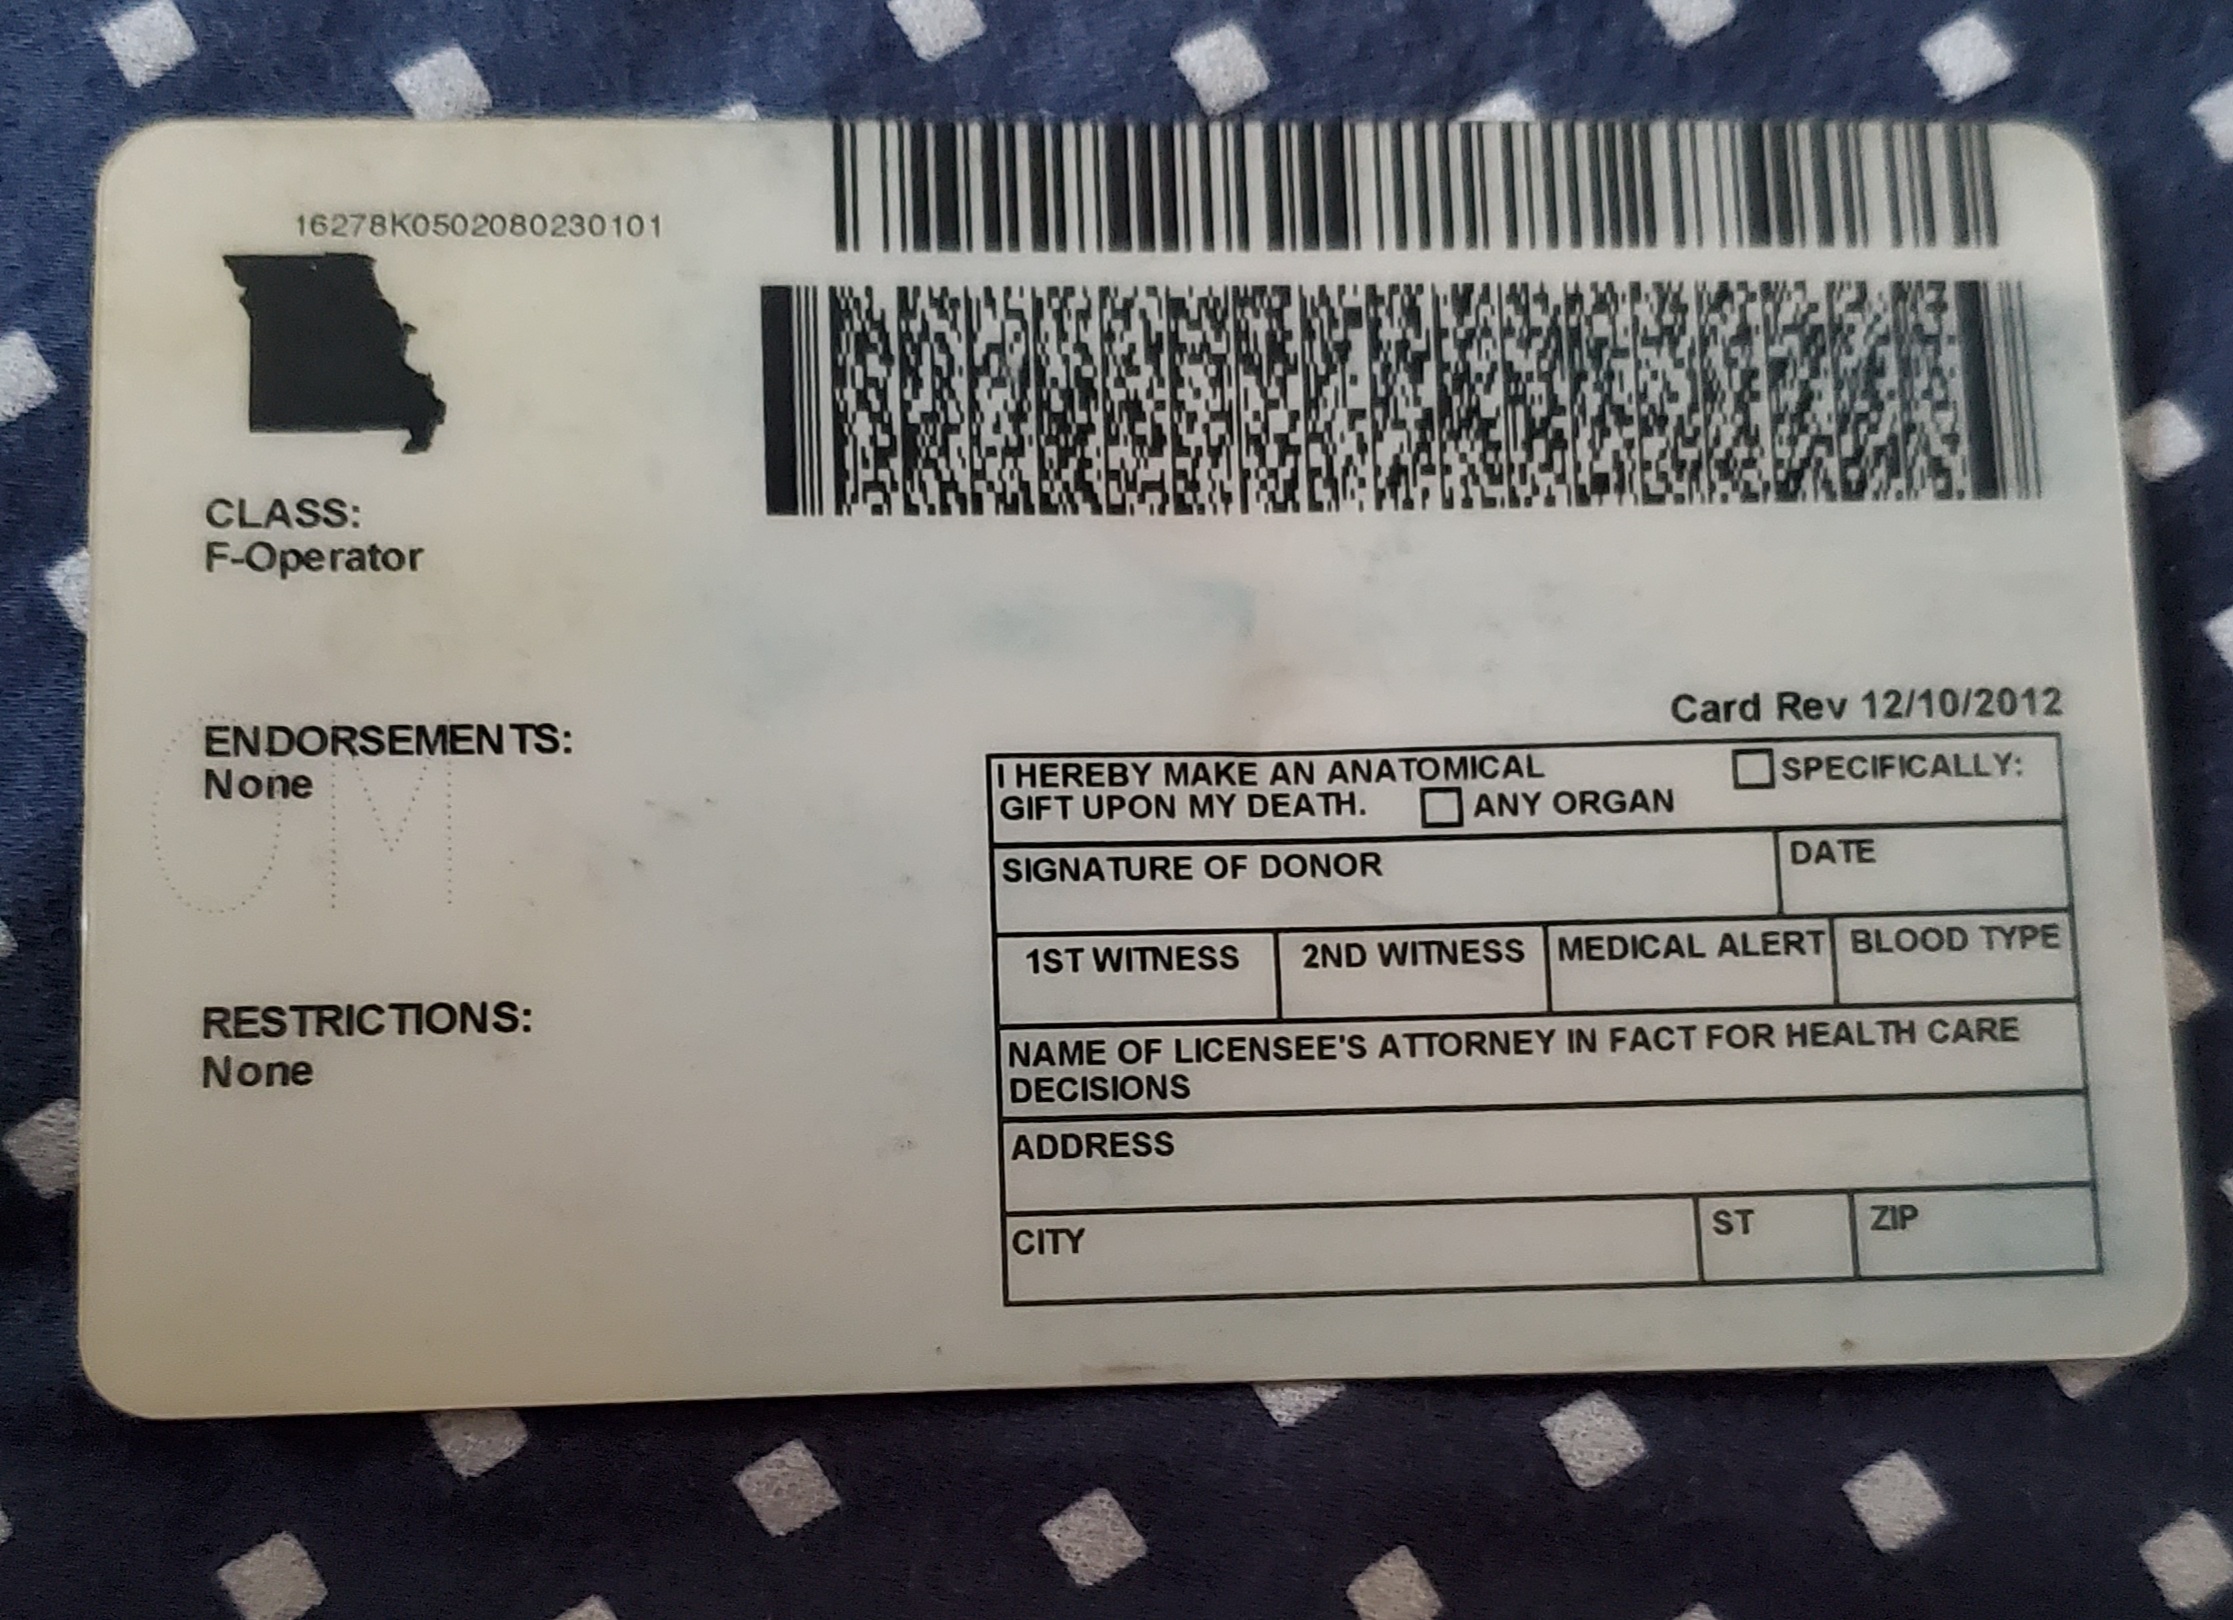 16278K0502080230101
CLASS:
F-Operator
ENDORSEMENTS:
None
OM
RESTRICTIONS:
None
Card Rev 12/10/2012
I HEREBY MAKE AN ANATOMICAL
GIFT UPON MY DEATH. ANY ORGAN
SPECIFICALLY:
SIGNATURE OF DONOR
DATE
1ST WITNESS
2ND WITNESS
MEDICAL ALERT
BLOOD TYPE
NAME OF LICENSEE'S ATTORNEY IN FACT FOR HEALTH CARE
DECISIONS
ADDRESS
CITY
ST
ZIP